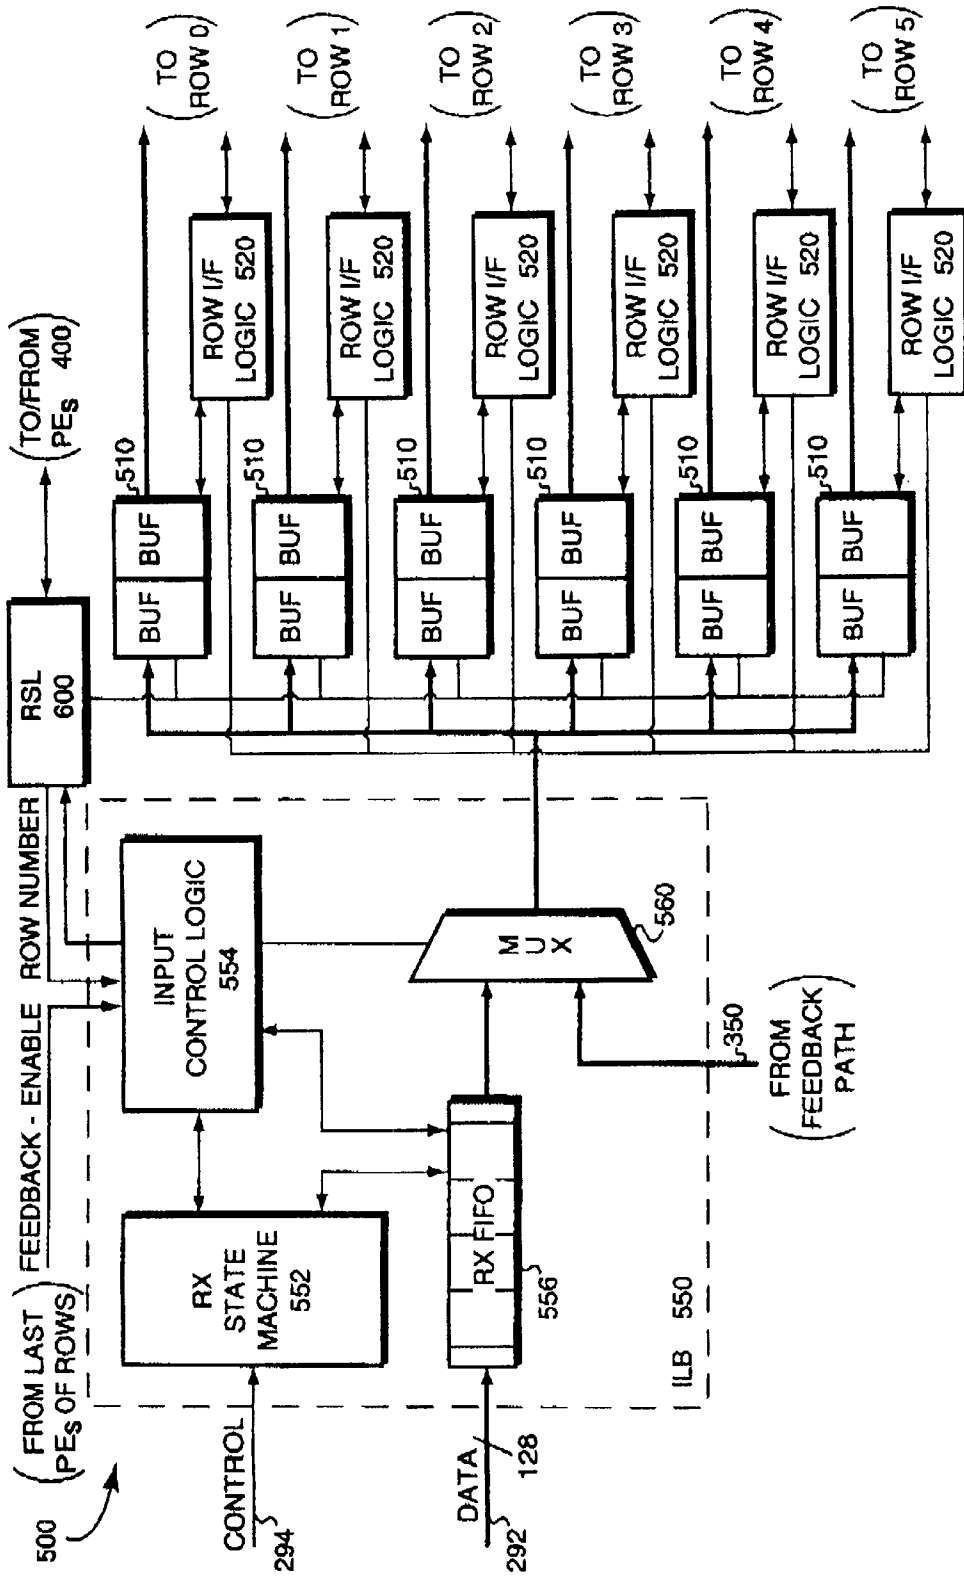 500
(FROM LAST
PEs OF ROWS)
FEEDBACK - ENABLE
ROW NUMBER
RSL
600
(TO/FROM
PEs 400)
CONTROL
294
RX
STATE
MACHINE
552
INPUT
CONTROL LOGIC
554
DATA
292
128
RX FIFO
556
MUX
560
350
(FROM
FEEDBACK
PATH)
ILB 550
BUF BUF
510
ROW I/F
LOGIC 520
(TO
ROW 0)
BUF BUF
510
ROW I/F
LOGIC 520
(TO
ROW 1)
BUF BUF
510
ROW I/F
LOGIC 520
(TO
ROW 2)
BUF BUF
510
ROW I/F
LOGIC 520
(TO
ROW 3)
BUF BUF
510
ROW I/F
LOGIC 520
(TO
ROW 4)
BUF BUF
510
ROW I/F
LOGIC 520
(TO
ROW 5)